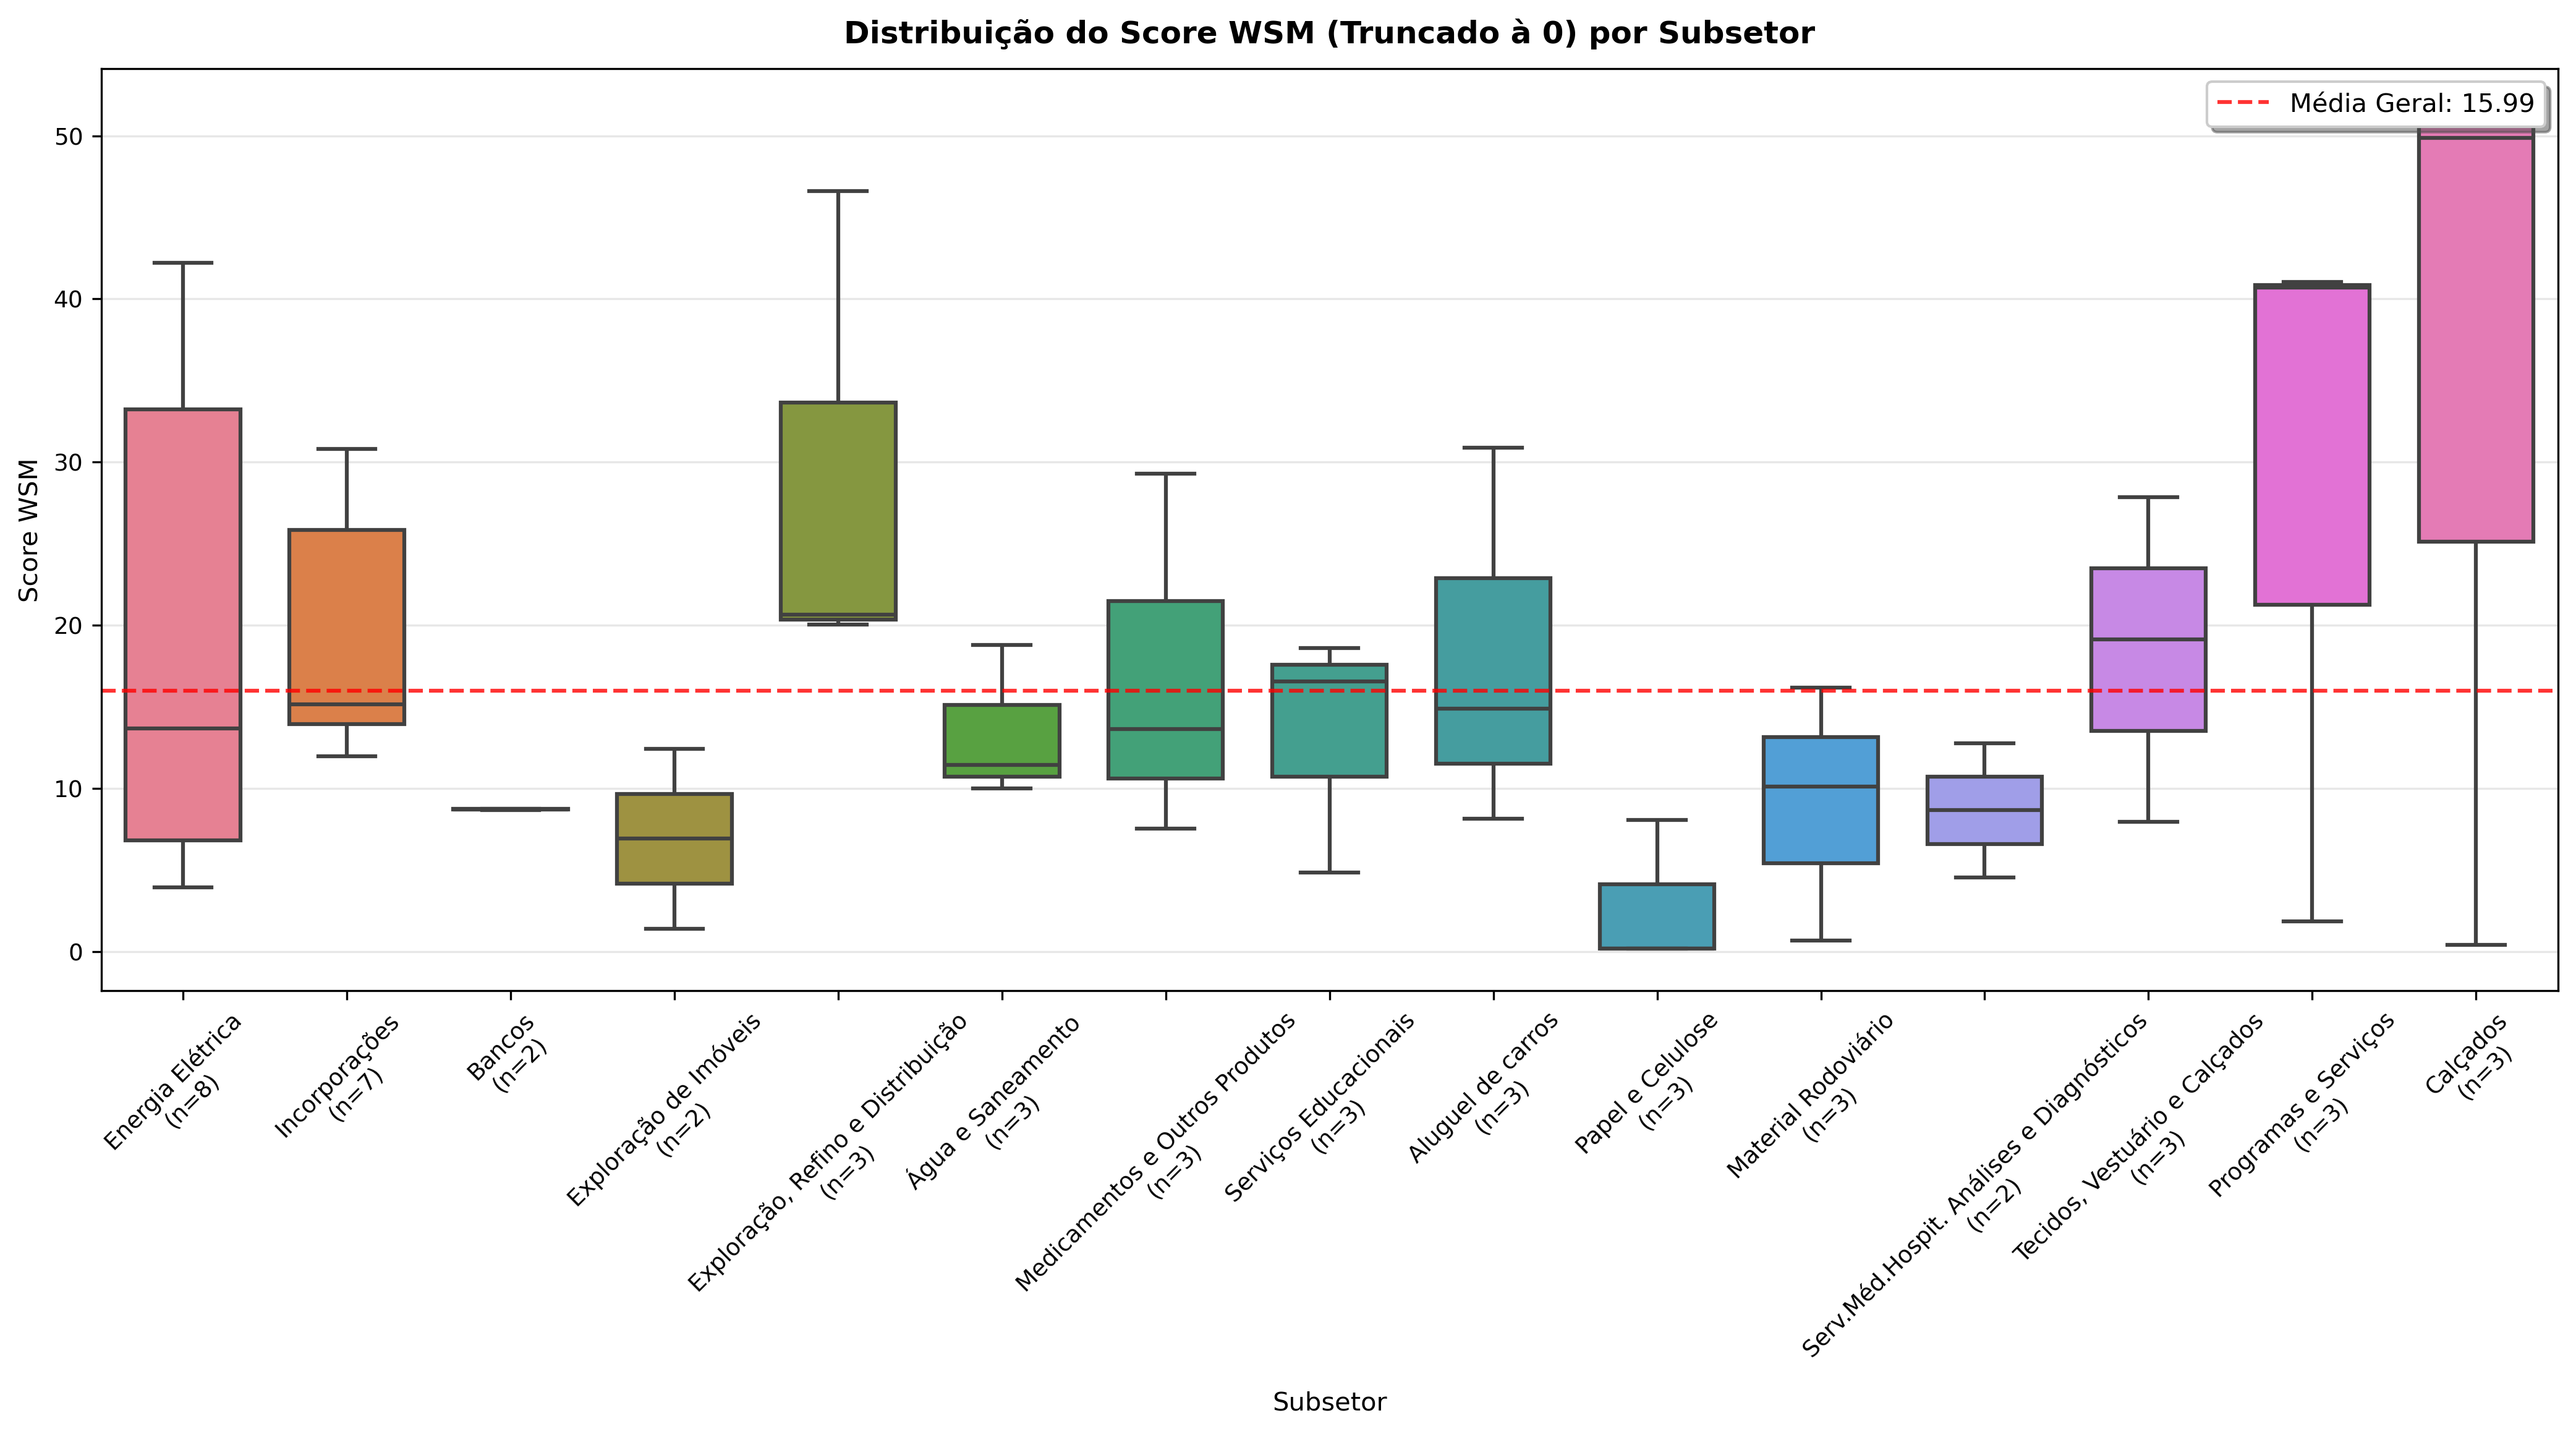 Distribuição do Score WSM (Truncado à 0) por Subsetor
Média Geral: 15.99
Score WSM
50
40
30
20
10
0
Energia Elétrica
(n=8)
Incorporações
(n=7)
Bancos
(n=2)
Exploração de Imóveis
(n=2)
Exploração, Refino e Distribuição
(n=3)
Água e Saneamento
(n=3)
Medicamentos e Outros Produtos
(n=3)
Serviços Educacionais
(n=3)
Aluguel de carros
(n=3)
Papel e Celulose
(n=3)
Material Rodoviário
(n=3)
Serv.Méd.Hospit. Análises e Diagnósticos
(n=2)
Tecidos, Vestuário e Calçados
(n=3)
Programas e Serviços
(n=3)
Calçados
(n=3)
Subsetor